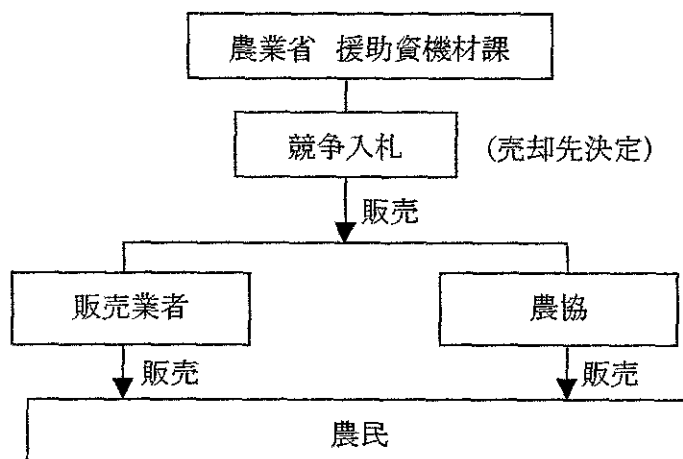 農業省 援助資機材課
競争入札 (売却先決定)
販売
販売業者 農協
販売 販売
農民